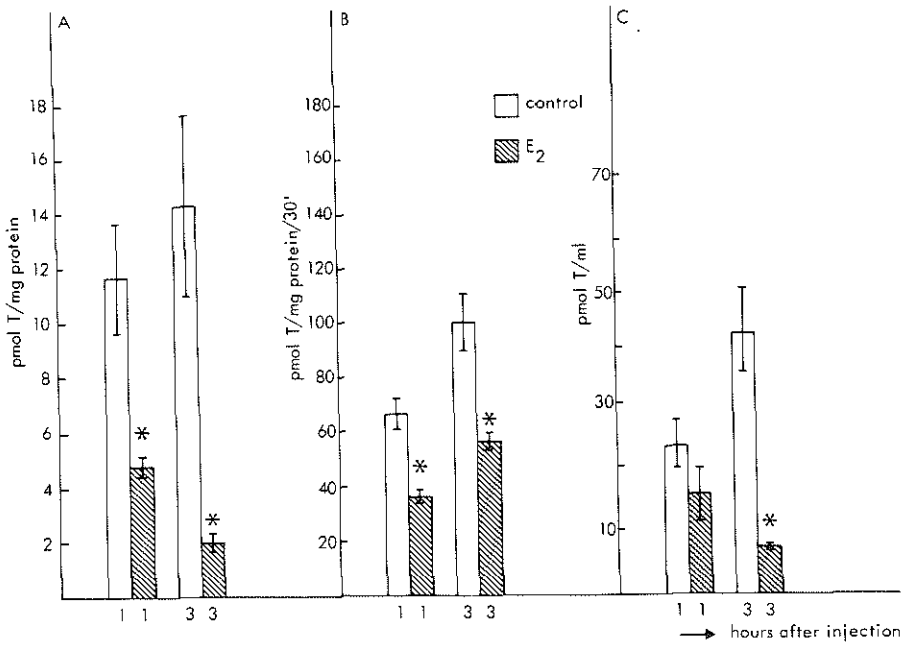 A
pmol T/mg protein
18
16
14
12
10
8
6
4
2
*
*
1 1 3 3
B
pmol T/mg protein/30'
180
160
140
120
100
80
60
40
20
*
*
1 1 3 3
control
E2
C
pmol T/ml
70
50
30
10
*
1 1 3 3
→ hours after injection